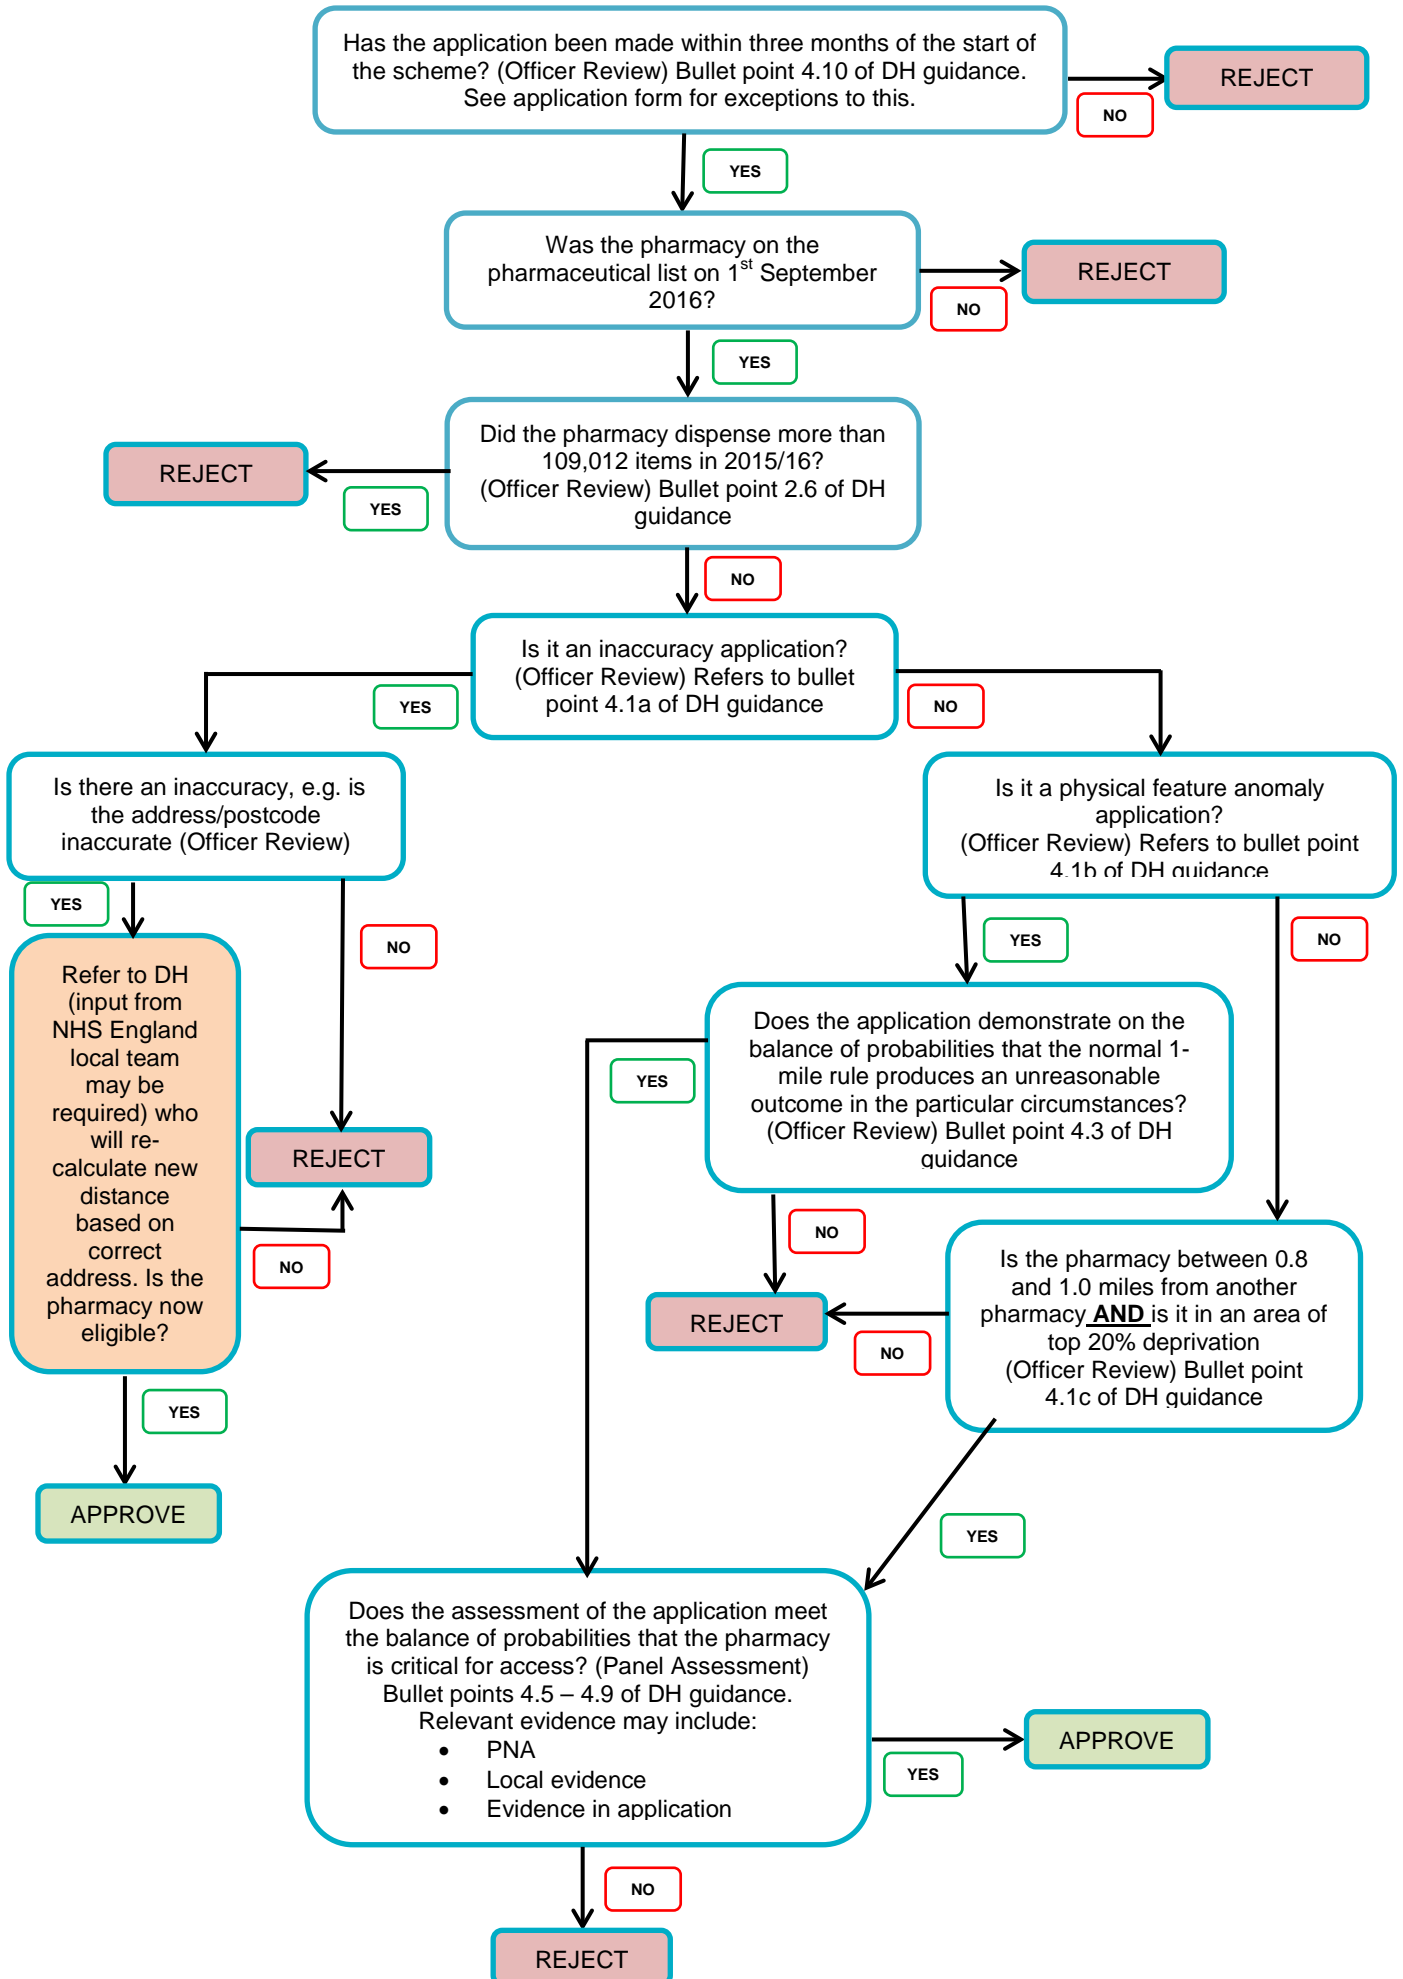 Has the application been made within three months of the start of
the scheme? (Officer Review) Bullet point 4.10 of DH guidance.
See application form for exceptions to this.
REJECT
NO
YES
Was the pharmacy on the
pharmaceutical list on 1st September
2016?
REJECT
NO
YES
Did the pharmacy dispense more than
109,012 items in 2015/16?
(Officer Review) Bullet point 2.6 of DH
guidance
REJECT
YES
NO
Is it an inaccuracy application?
(Officer Review) Refers to bullet
point 4.1a of DH guidance
YES
NO
Is there an inaccuracy, e.g. is
the address/postcode
inaccurate (Officer Review)
Is it a physical feature anomaly
application?
(Officer Review) Refers to bullet point
4.1b of DH guidance
YES
NO
YES
NO
Refer to DH
(input from
NHS England
local team
may be
required) who
will re-
calculate new
distance
based on
correct
address. Is the
pharmacy now
eligible?
Does the application demonstrate on the
balance of probabilities that the normal 1-
mile rule produces an unreasonable
outcome in the particular circumstances?
(Officer Review) Bullet point 4.3 of DH
guidance
YES
REJECT
NO
NO
Is the pharmacy between 0.8
and 1.0 miles from another
pharmacy AND is it in an area of
top 20% deprivation
(Officer Review) Bullet point
4.1c of DH guidance
REJECT
NO
YES
APPROVE
YES
Does the assessment of the application meet
the balance of probabilities that the pharmacy
is critical for access? (Panel Assessment)
Bullet points 4.5 – 4.9 of DH guidance.
Relevant evidence may include:
• PNA
• Local evidence
• Evidence in application
APPROVE
YES
NO
REJECT